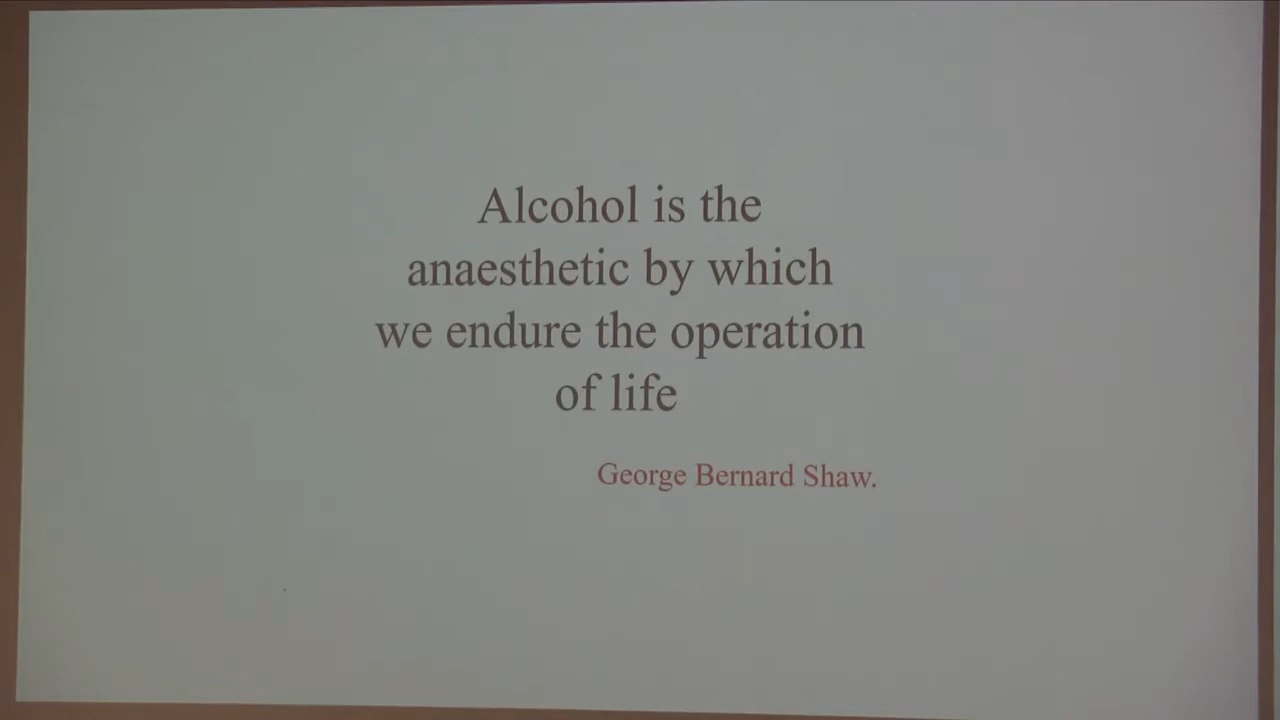 Alcohol is the
anaesthetic by which
we endure the operation
of life
George Bernard Shaw.